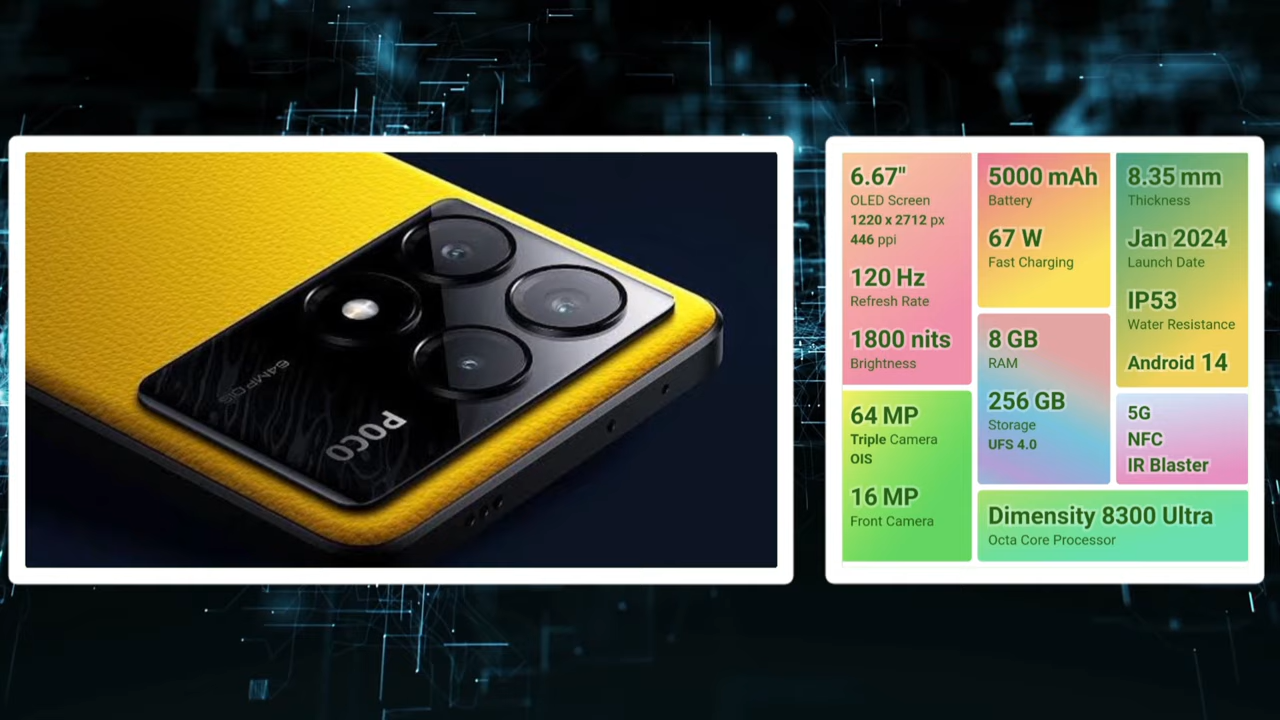 64MP OIS
POCO
6.67"
OLED Screen
1220 x 2712 px
446 ppi
120 Hz
Refresh Rate
1800 nits
Brightness
64 MP
Triple Camera
OIS
16 MP
Front Camera
5000 mAh
Battery
67 W
Fast Charging
8 GB
RAM
256 GB
Storage
UFS 4.0
8.35 mm
Thickness
Jan 2024
Launch Date
IP53
Water Resistance
Android 14
5G
NFC
IR Blaster
Dimensity 8300 Ultra
Octa Core Processor